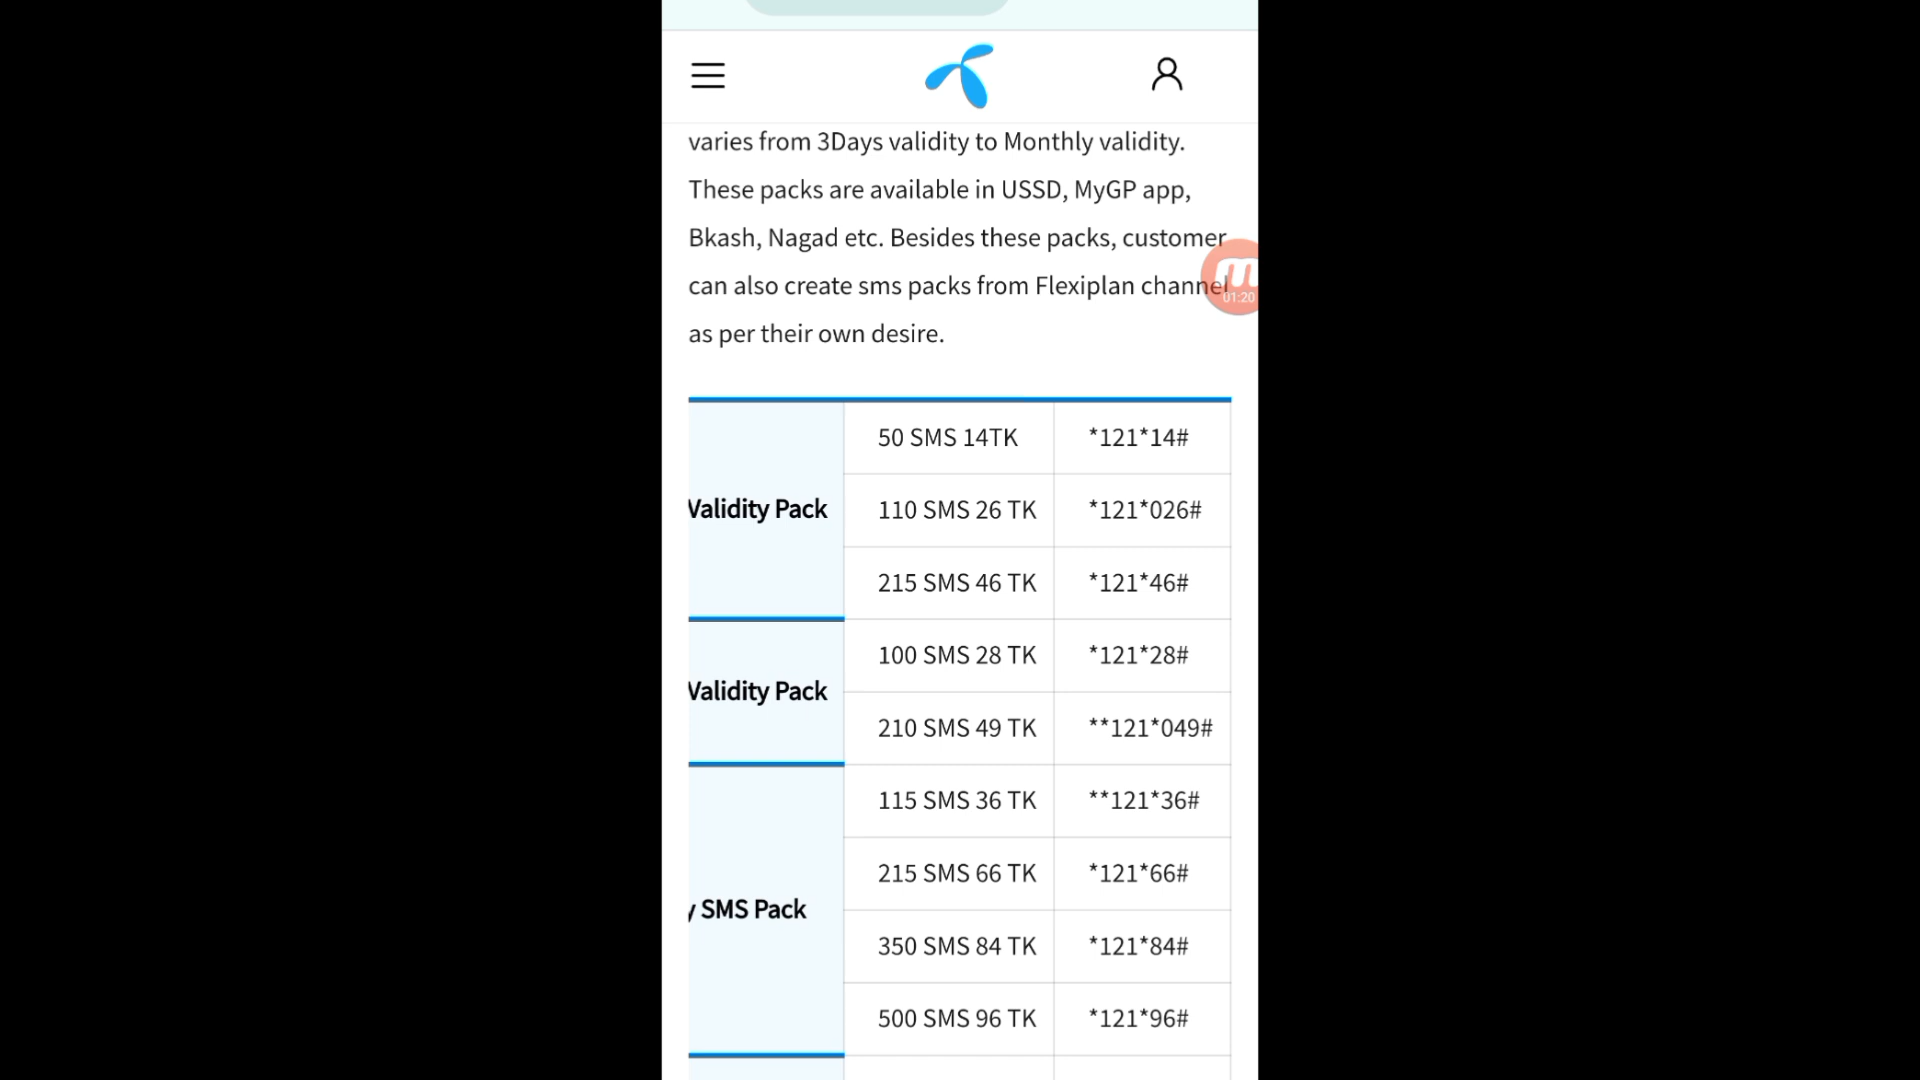 varies from 3Days validity to Monthly validity.
These packs are available in USSD, MyGP app,
Bkash, Nagad etc. Besides these packs, customer
can also create sms packs from Flexiplan channel
01:20
as per their own desire.
50 SMS 14TK *121*14#
Validity Pack 110 SMS 26 TK *121*026#
215 SMS 46 TK *121*46#
100 SMS 28 TK *121*28#
Validity Pack
210 SMS 49 TK **121*049#
115 SMS 36 TK **121*36#
215 SMS 66 TK *121*66#
y SMS Pack
350 SMS 84 TK *121*84#
500 SMS 96 TK *121*96#